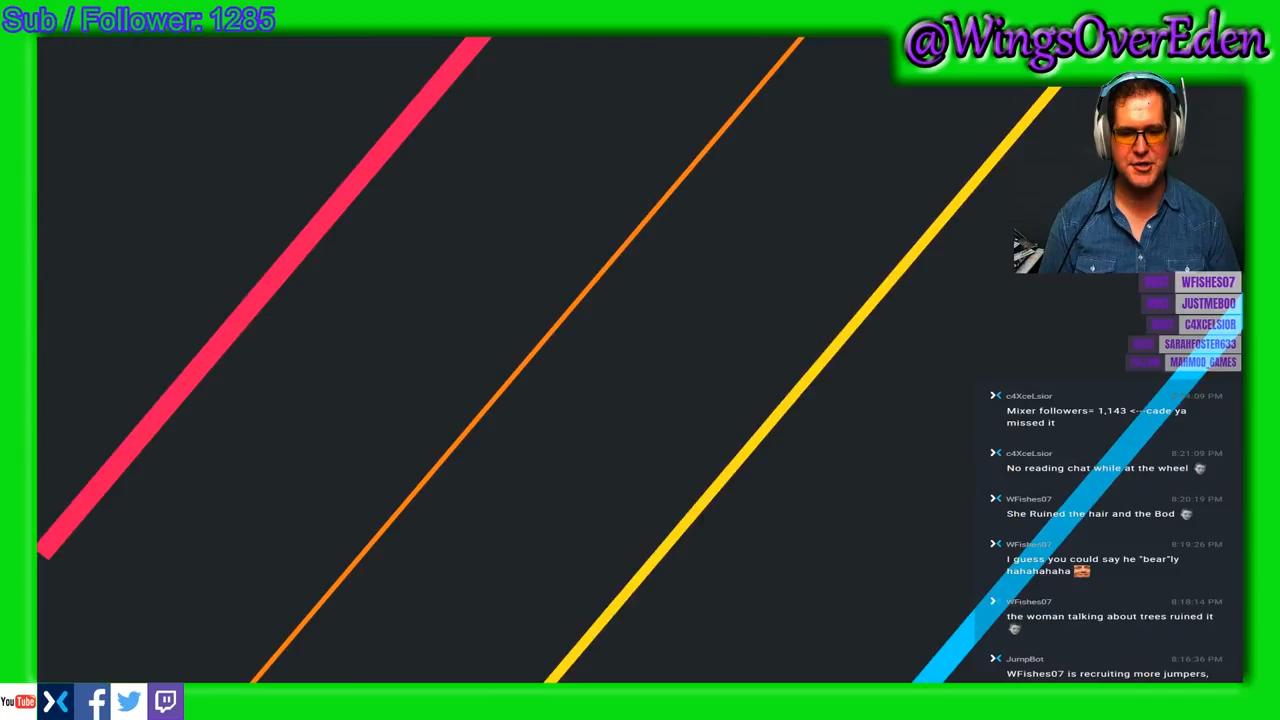 Sub / Follower: 1285
@WingsOverEden
WFISHES07
JUSTMEBOO
C4XCELSIOR
SARAHFOSTER633
MAHMOD_GAMES
c4XceLsior
Mixer followers= 1,143 <---cade ya
missed it
c4XceLsior 8:21:09 PM
No reading chat while at the wheel
WFishes07 8:20:19 PM
She Ruined the hair and the Bod
WFishes07 8:19:26 PM
I guess you could say he "bear"ly
hahahahaha
WFishes07 8:18:14 PM
the woman talking about trees ruined it
JumpBot 8:16:36 PM
WFishes07 is recruiting more jumpers,
You Tube